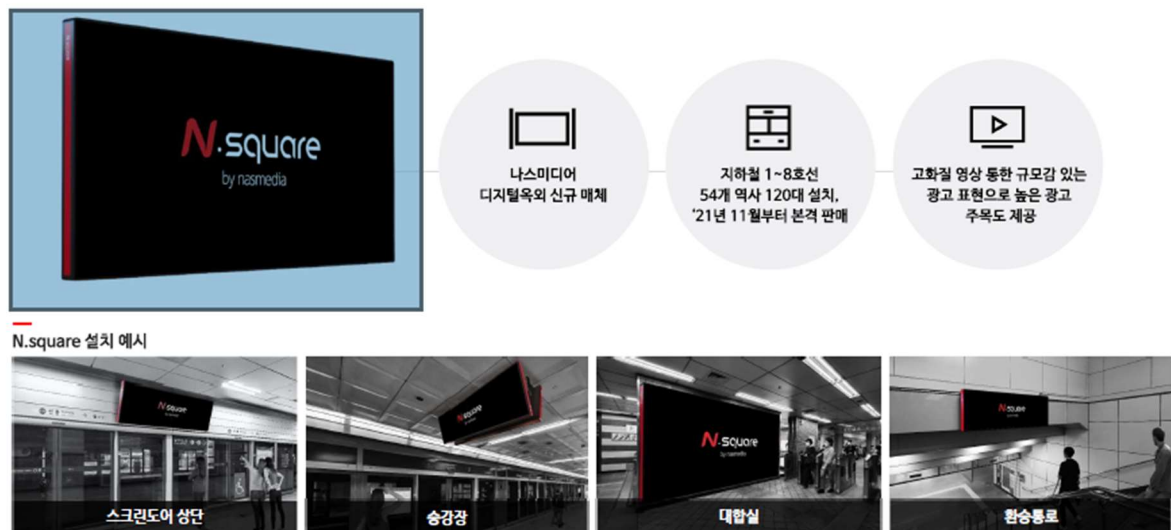 N.square
by nasmedia
나스미디어
디지털옥외 신규 매체
지하철 1~8호선
54개 역사 120대 설치,
'21년 11월부터 본격 판매
고화질 영상 통한 규모감 있는
광고 표현으로 높은 광고
주목도 제공
N.square 설치 예시
N.square
스크린도어 상단
N.square
승강장
N.square
by nasmedia
대합실
N.square
환승통로